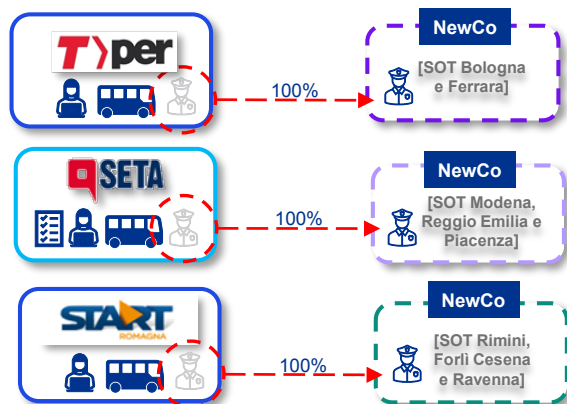 T>per
NewCo
[SOT Bologna
e Ferrara]
100%
SETA
NewCo
[SOT Modena,
Reggio Emilia e
Piacenza]
100%
START
ROMAGNA
NewCo
[SOT Rimini,
Forlì Cesena
e Ravenna]
100%